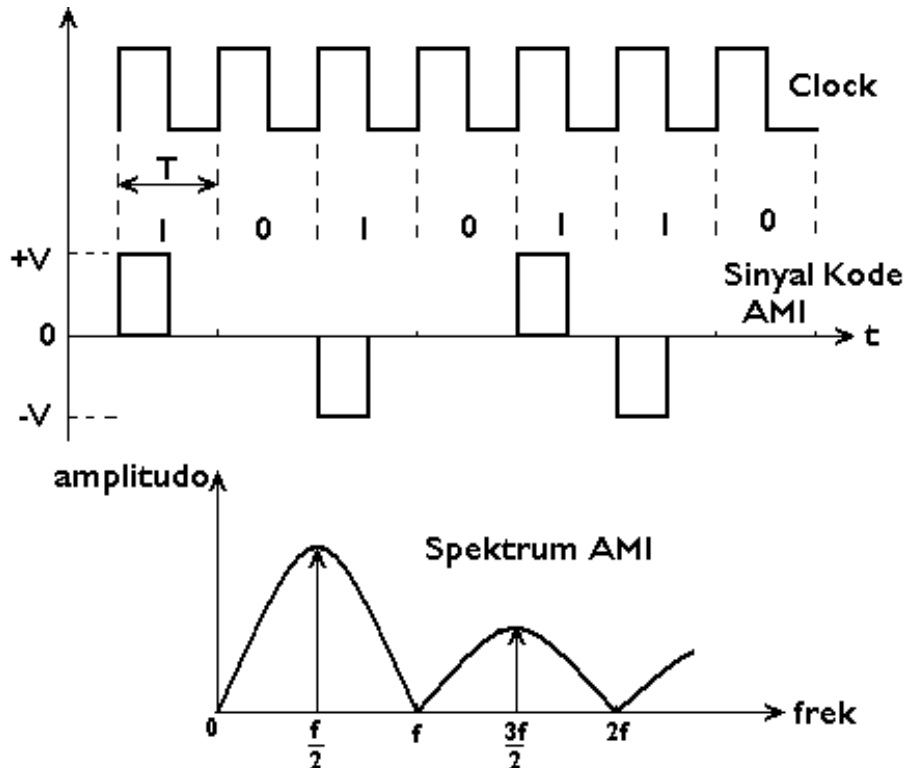 Clock
T
1 0 1 0 1 1 0
+V
Sinyal Kode
AMI
0
t
-V
amplitudo
Spektrum AMI
0 f/2 f 3f/2 2f
frek